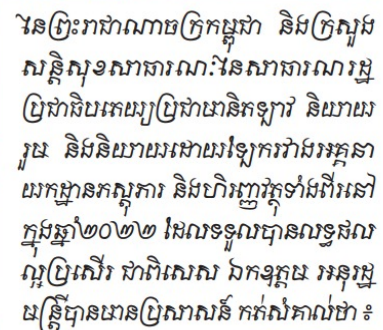 នៃព្រះរាជាណាចក្រកម្ពុជា និងក្រសួង
សន្តិសុខសាធារណៈនៃសាធារណរដ្ឋ
ប្រជាធិបតេយ្យប្រជាមានិតឡាវ និយាយ
រួម និងនិយាយដោយឡែករវាងអគ្គនា
យកដ្ឋានភស្តុភារ និងហិរញ្ញវត្ថុទាំងពីរនៅ
ក្នុងឆ្នាំ២០២២ ដែលទទួលបានលទ្ធផល
ល្អប្រសើរ ជាពិសេស ឯកឧត្តម អនុរដ្ឋ
មន្ត្រីបានមានប្រសាសន៍ កត់សំគាល់ថា ៖